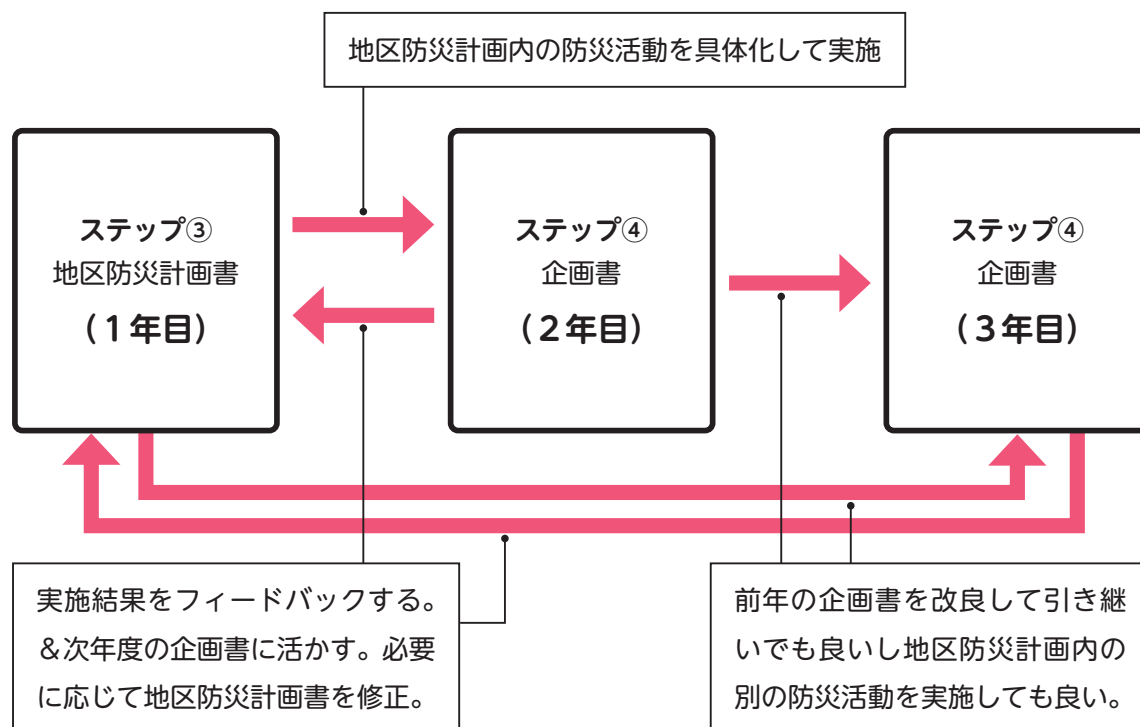 地区防災計画内の防災活動を具体化して実施
ステップ③
地区防災計画書
(1年目)
ステップ④
企画書
(2年目)
ステップ④
企画書
(3年目)
実施結果をフィードバックする。
&次年度の企画書に活かす。必要
に応じて地区防災計画書を修正。
前年の企画書を改良して引き継
いでも良いし地区防災計画内の
別の防災活動を実施しても良い。